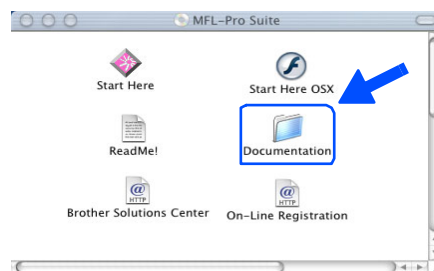 MFL-Pro Suite
Start Here
Start Here OSX
ReadMe!
Documentation
@
HTTP
@
HTTP
Brother Solutions Center
On-Line Registration